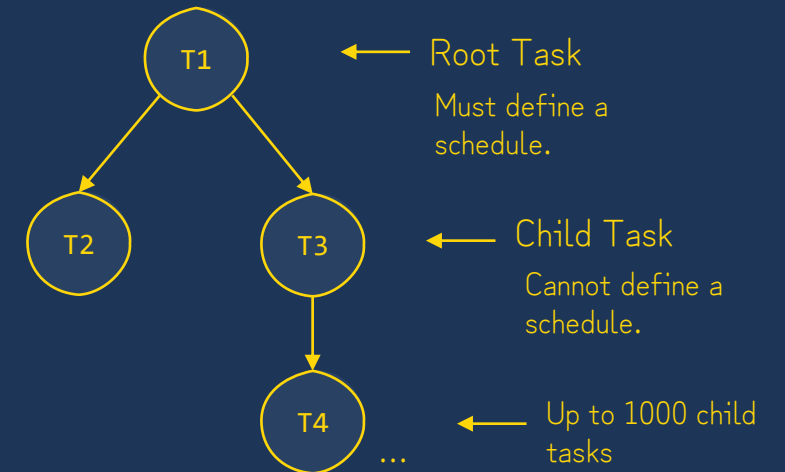 T1
Root Task
Must define a
schedule.
T2
T3
Child Task
Cannot define a
schedule.
T4
...
Up to 1000 child
tasks